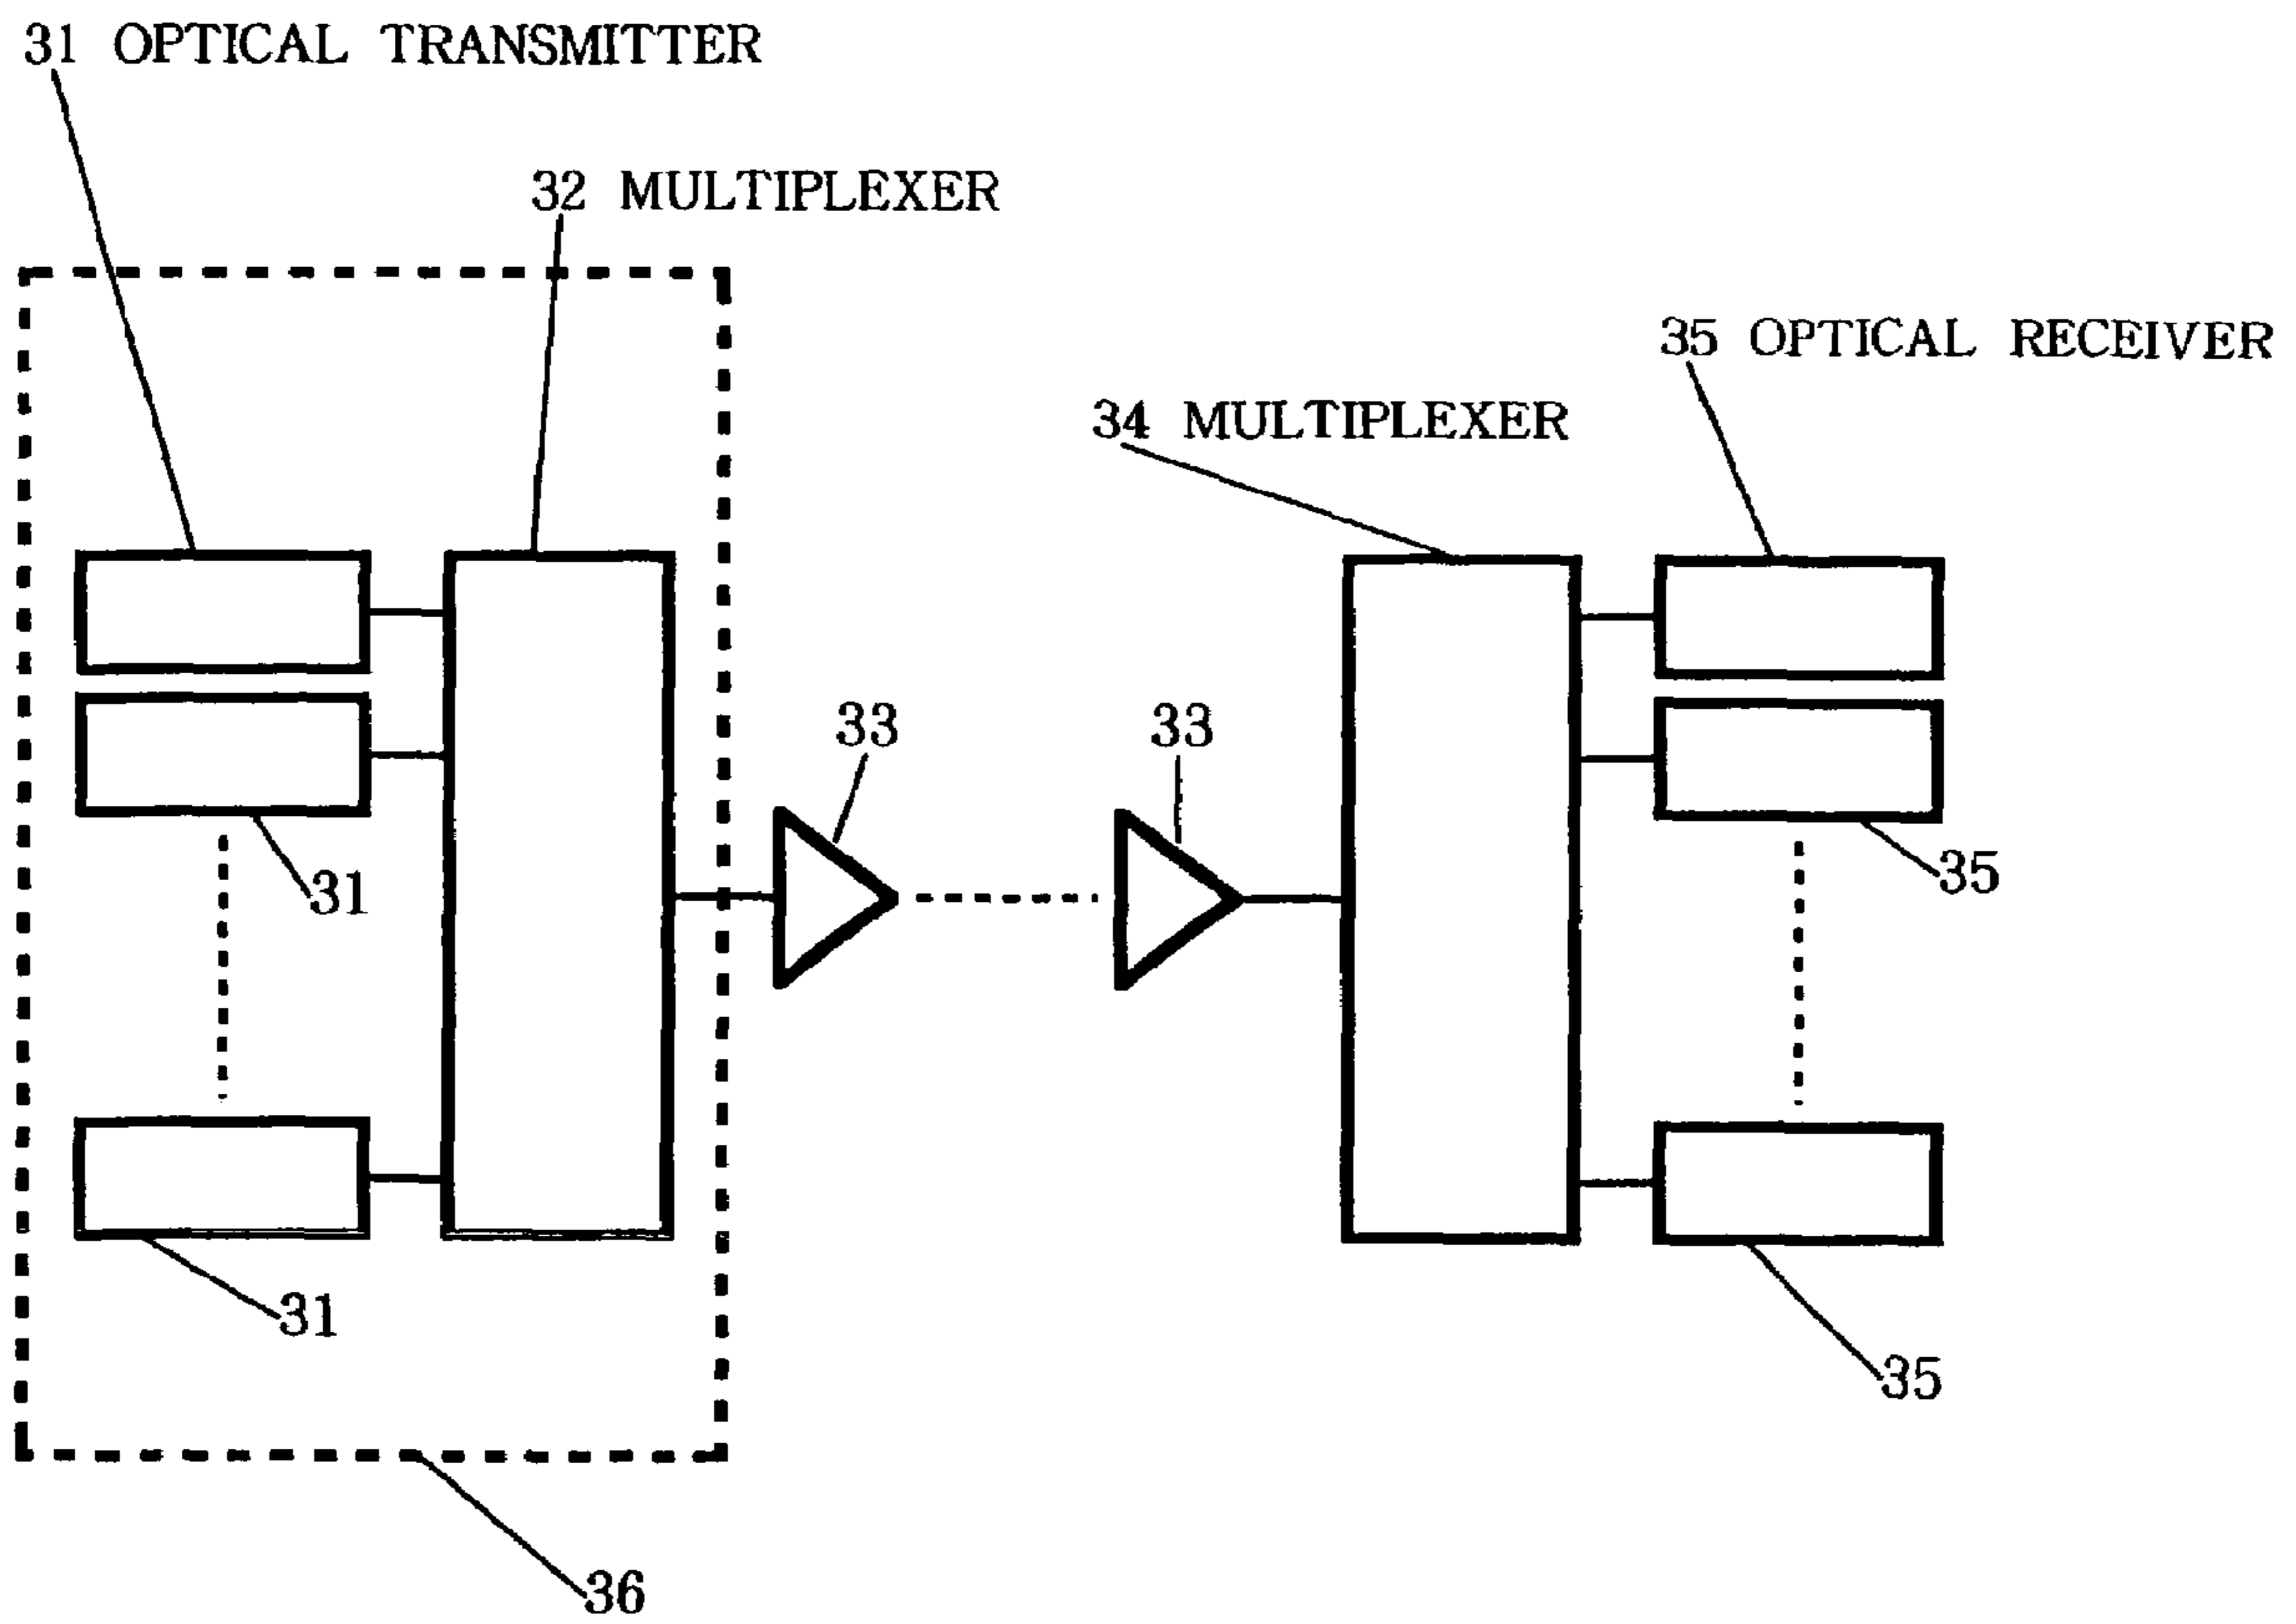 31 OPTICAL TRANSMITTER
32 MULTIPLEXER
35 OPTICAL RECEIVER
34 MULTIPLEXER
33
33
35
31
31
35
36